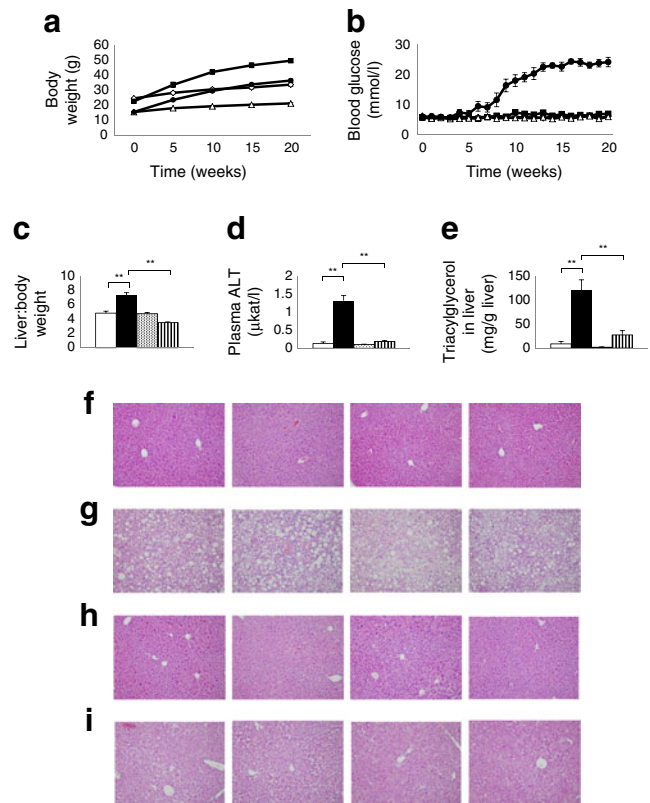 a
b
60
50
40
30
20
10
0
Body
weight (g)
0 5 10 15 20
Time (weeks)
30
20
10
0
Blood glucose
(mmol/l)
0 5 10 15 20
Time (weeks)
c
d
e
**
**
10
8
6
4
2
0
Liver:body
weight
**
**
2
1.5
1
0.5
0
Plasma ALT
(µkat/l)
**
**
150
100
50
0
Triacylglycerol
in liver
(mg/g liver)
f
g
h
i